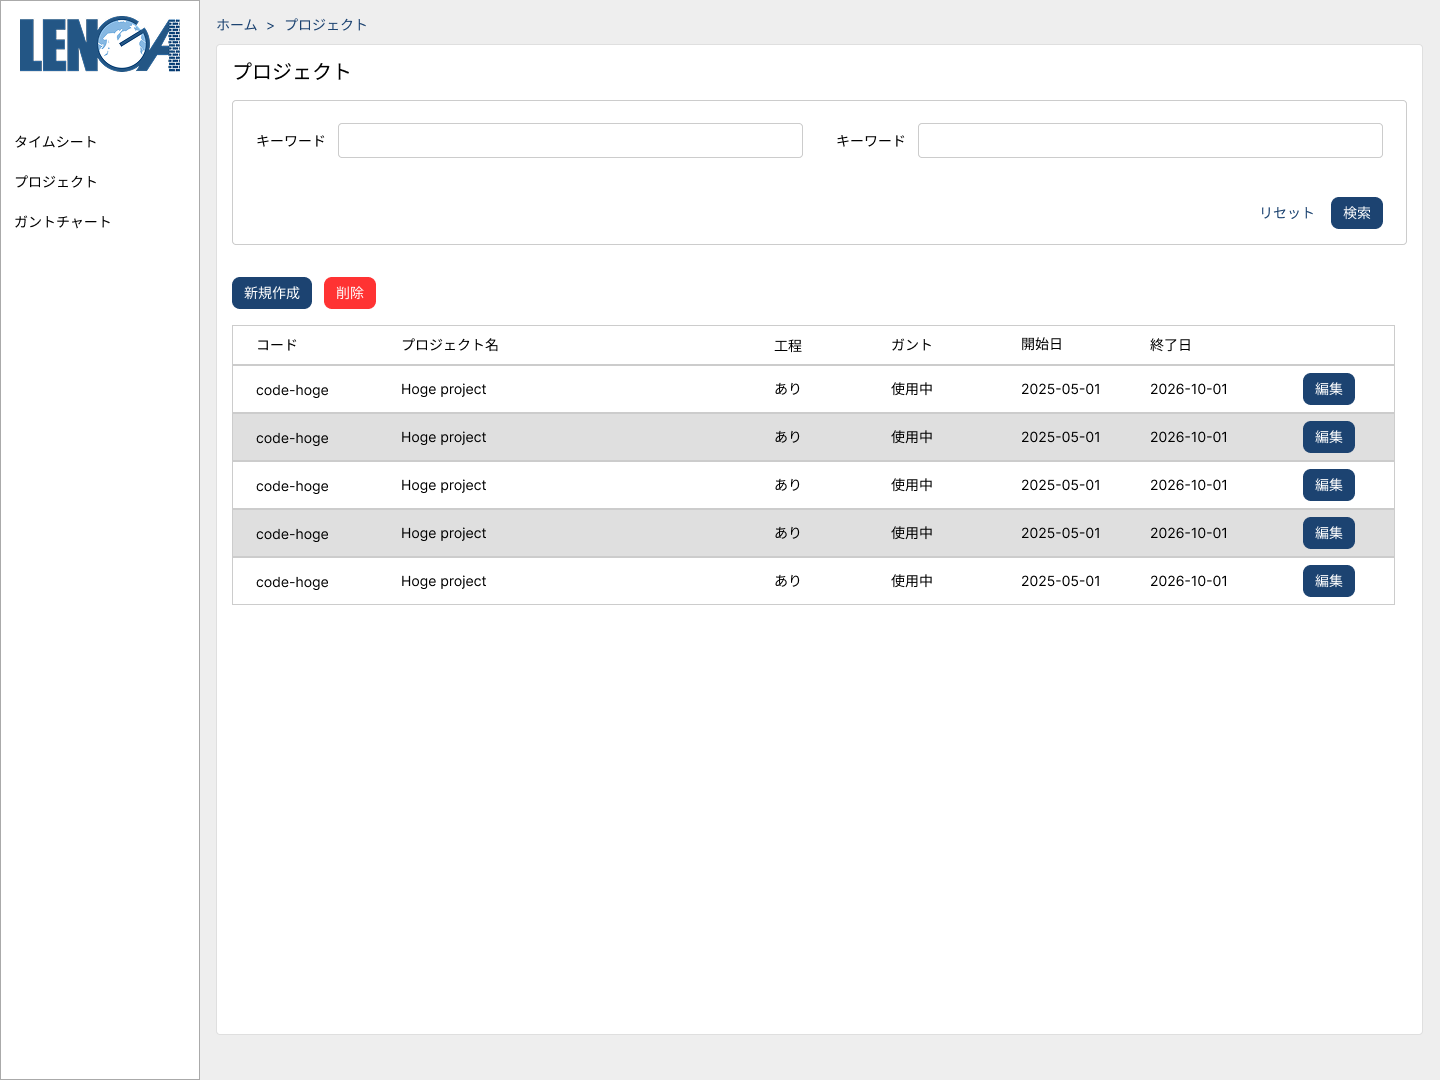 LENGA
ホーム > プロジェクト
プロジェクト
タイムシート
プロジェクト
ガントチャート
キーワード キーワード
リセット 検索
新規作成 削除
コード プロジェクト名 工程 ガント 開始日 終了日
code-hoge Hoge project あり 使用中 2025-05-01 2026-10-01 編集
code-hoge Hoge project あり 使用中 2025-05-01 2026-10-01 編集
code-hoge Hoge project あり 使用中 2025-05-01 2026-10-01 編集
code-hoge Hoge project あり 使用中 2025-05-01 2026-10-01 編集
code-hoge Hoge project あり 使用中 2025-05-01 2026-10-01 編集